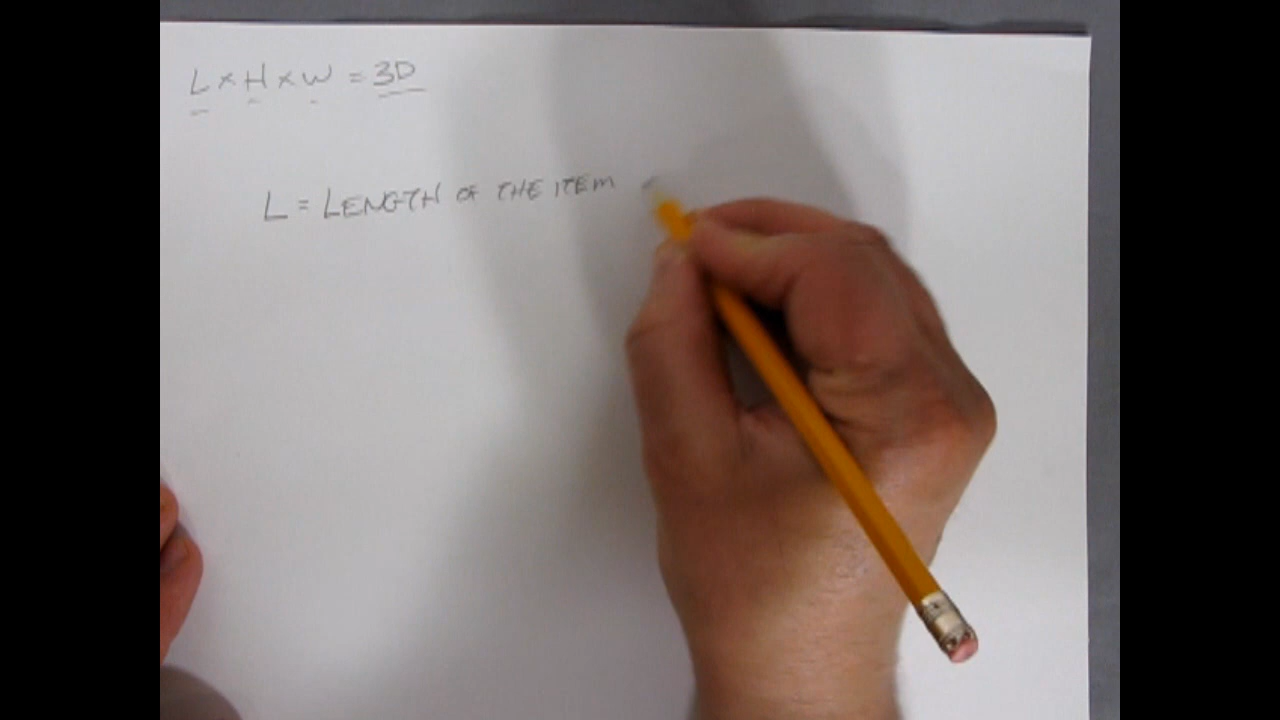 L × H × W = 3D
L = LENGTH OF THE ITEM